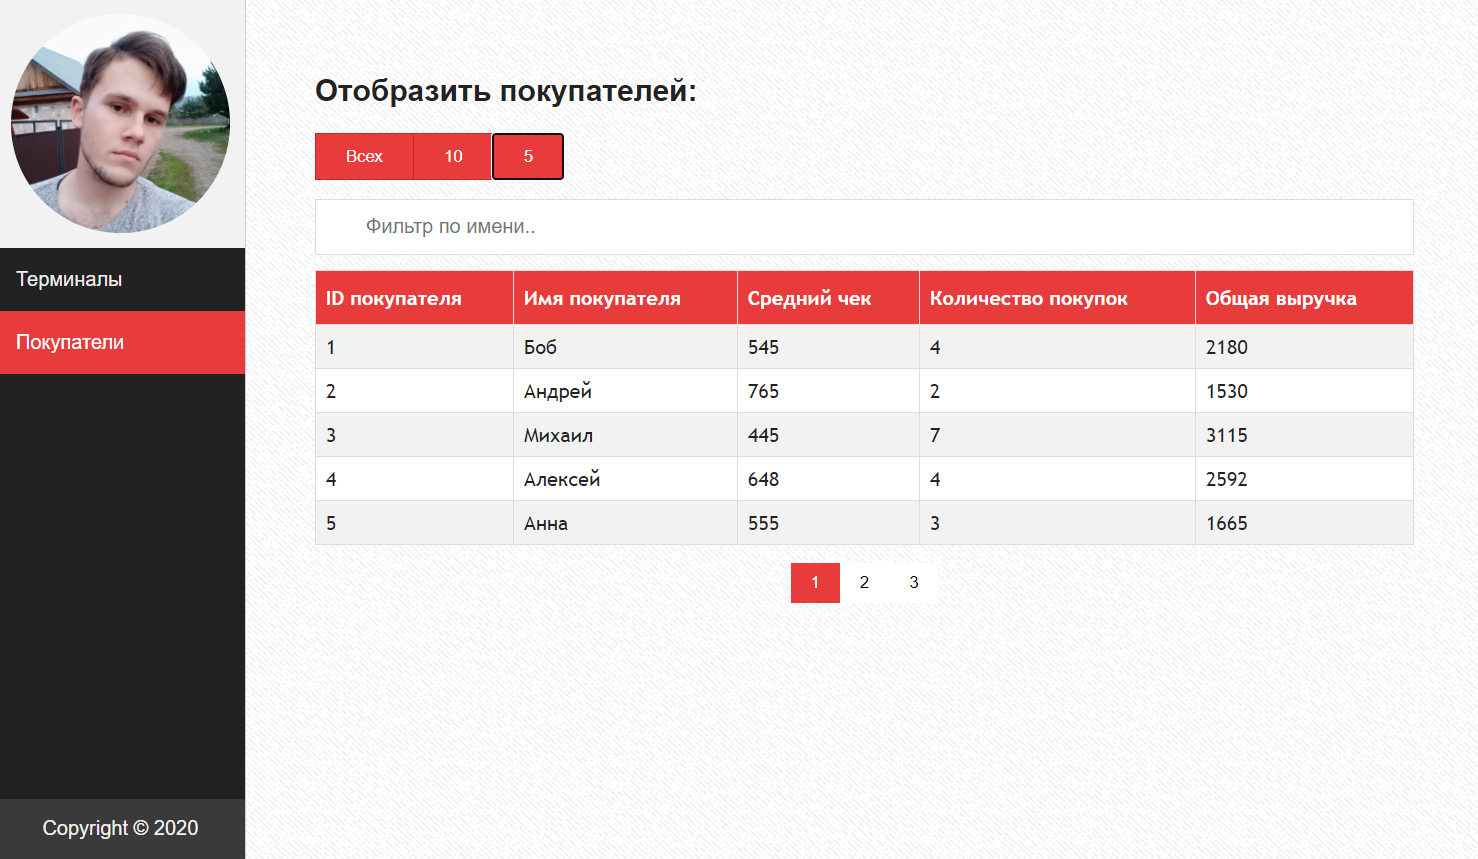 Отобразить покупателей:
Всех 10 5
Фильтр по имени..
Терминалы
Покупатели
ID покупателя Имя покупателя Средний чек Количество покупок Общая выручка
1 Боб 545 4 2180
2 Андрей 765 2 1530
3 Михаил 445 7 3115
4 Алексей 648 4 2592
5 Анна 555 3 1665
1 2 3
Copyright © 2020